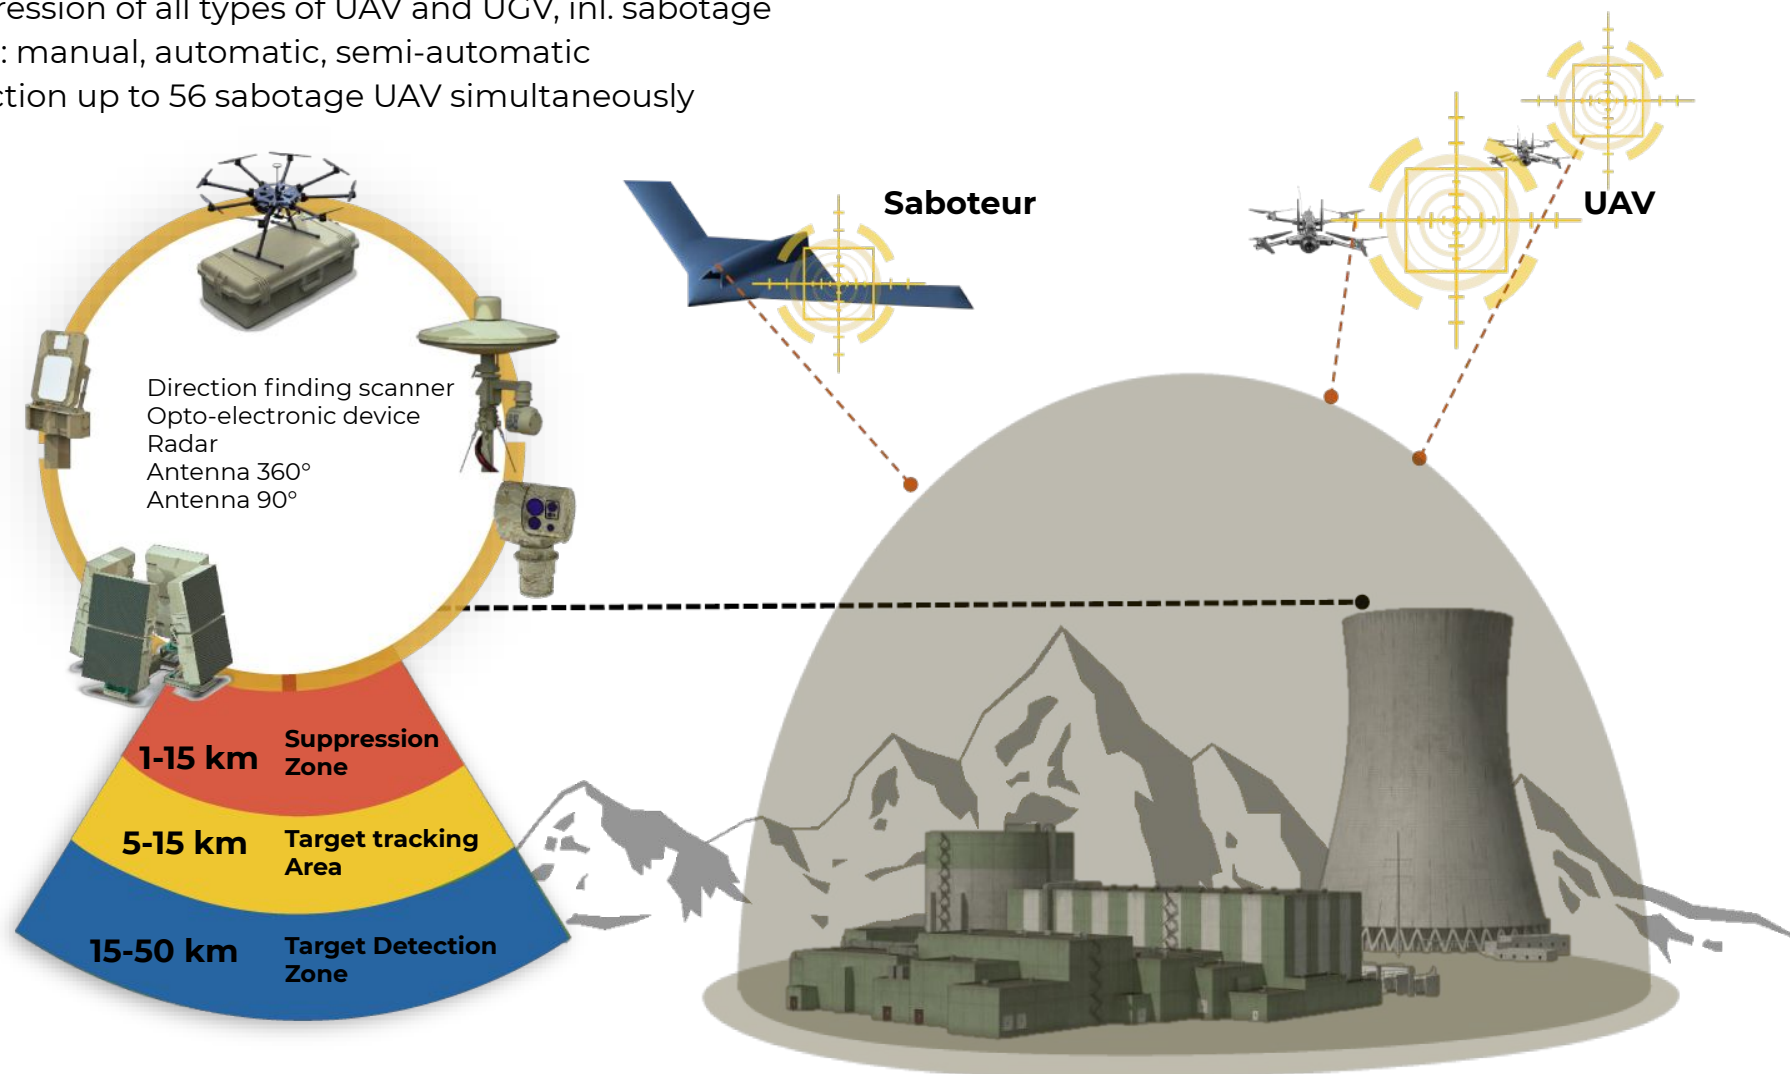 ression of all types of UAV and UGV, inl. sabotage
: manual, automatic, semi-automatic
ction up to 56 sabotage UAV simultaneously
Saboteur
UAV
Direction finding scanner
Opto-electronic device
Radar
Antenna 360°
Antenna 90°
1-15 km
Suppression
Zone
5-15 km
Target tracking
Area
15-50 km
Target Detection
Zone